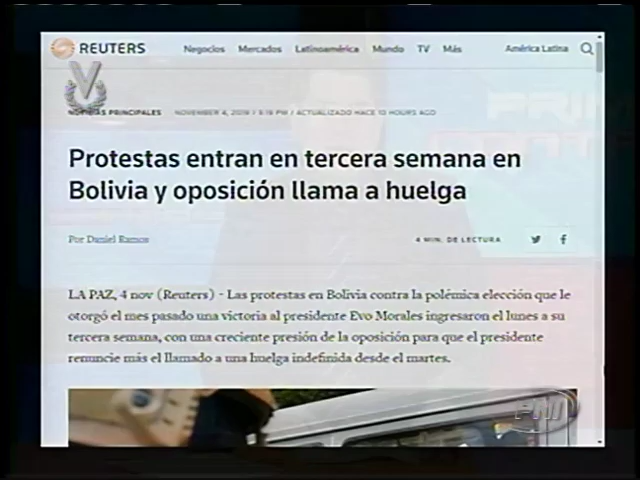 REUTERS Negocios Mercados Latinoamérica Mundo TV Más América Latina
V
NOTICIAS PRINCIPALES NOVEMBER 4, 2019 / 5:19 PM / ACTUALIZADO HACE 13 HOURS AGO
Protestas entran en tercera semana en
Bolivia y oposición llama a huelga
Por Daniel Ramos 4 MIN. DE LECTURA
LA PAZ, 4 nov (Reuters) - Las protestas en Bolivia contra la polémica elección que le
otorgó el mes pasado una victoria al presidente Evo Morales ingresaron el lunes a su
tercera semana, con una creciente presión de la oposición para que el presidente
renuncie más el llamado a una huelga indefinida desde el martes.